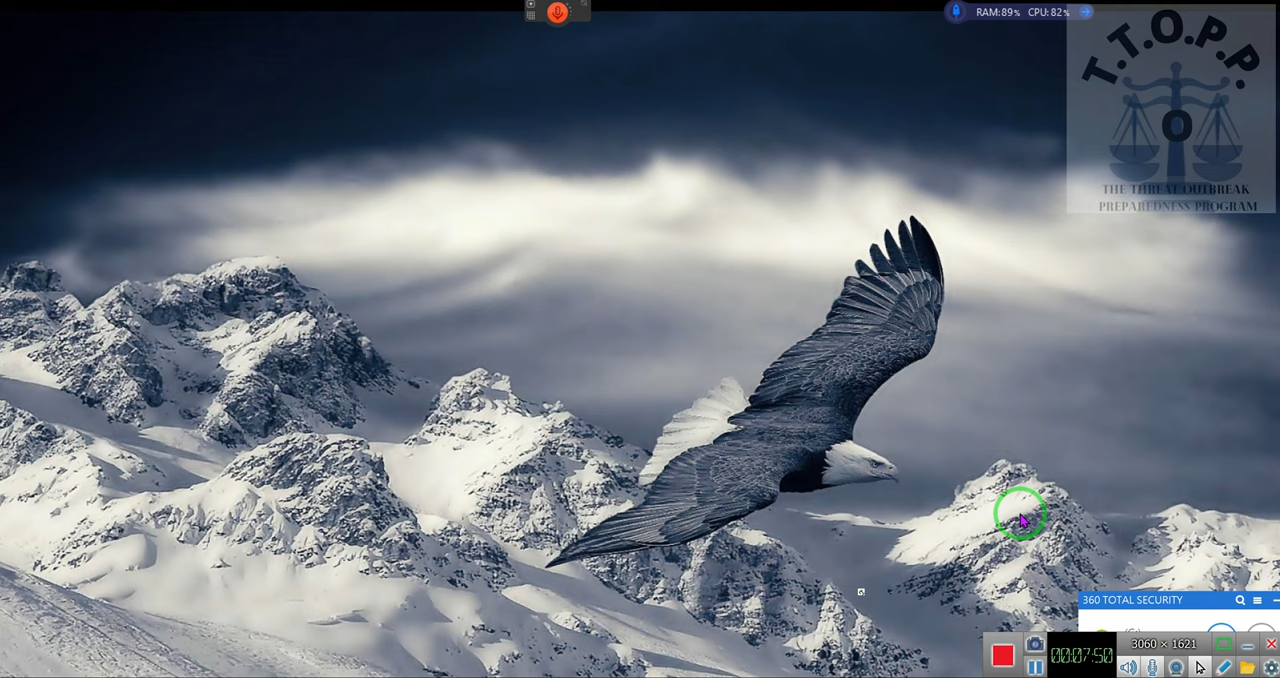 RAM:89% CPU:82%
T.T.O.P.P.
O
THE THREAT OUTBREAK
PREPAREDNESS PROGRAM
360 TOTAL SECURITY
3060 × 1621
00:07:50